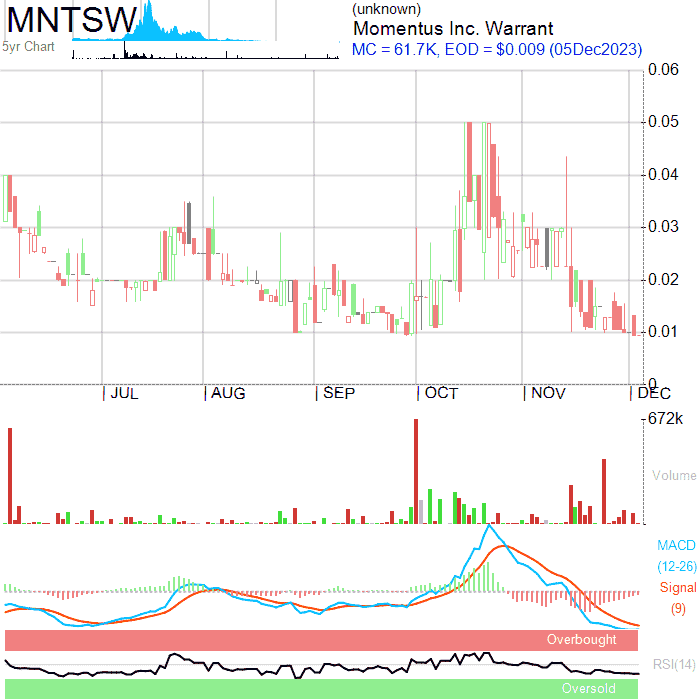 MNTSW
5yr Chart
(unknown)
Momentus Inc. Warrant
MC = 61.7K, EOD = $0.009 (05Dec2023)
0.06
0.05
0.04
0.03
0.02
0.01
0
JUL AUG SEP OCT NOV DEC
672k
Volume
MACD
(12-26)
Signal
(9)
Overbought
RSI(14)
Oversold